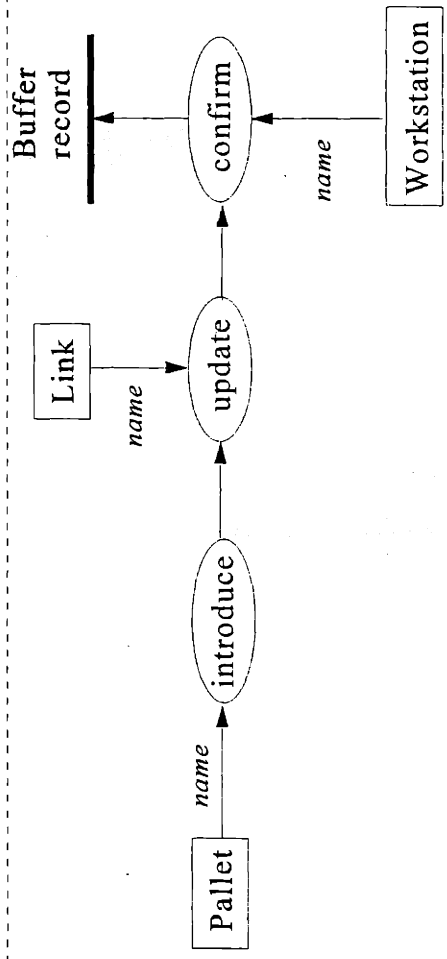 Buffer
record
Link
name
name
Pallet
introduce
update
confirm
name
Workstation